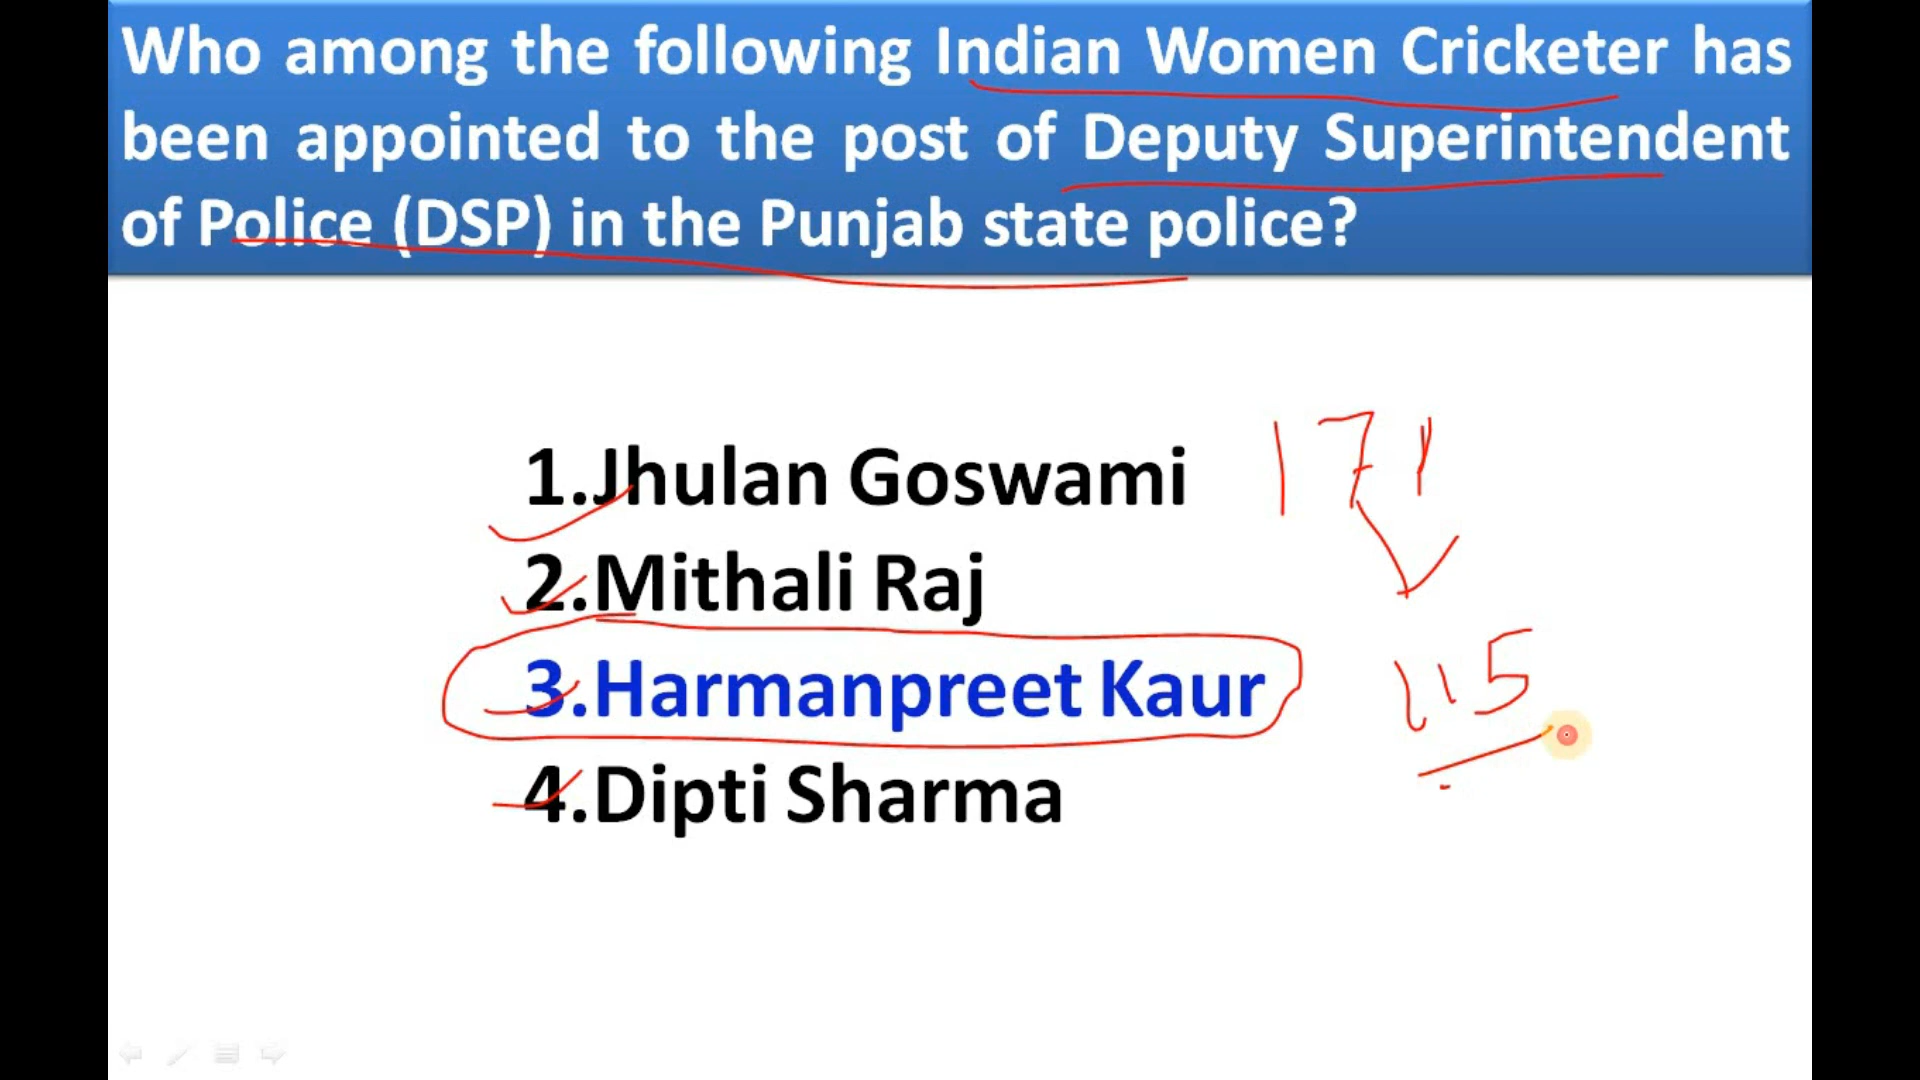 Who among the following Indian Women Cricketer has
been appointed to the post of Deputy Superintendent
of Police (DSP) in the Punjab state police?
1.Jhulan Goswami
171
2.Mithali Raj
3.Harmanpreet Kaur
115
4.Dipti Sharma